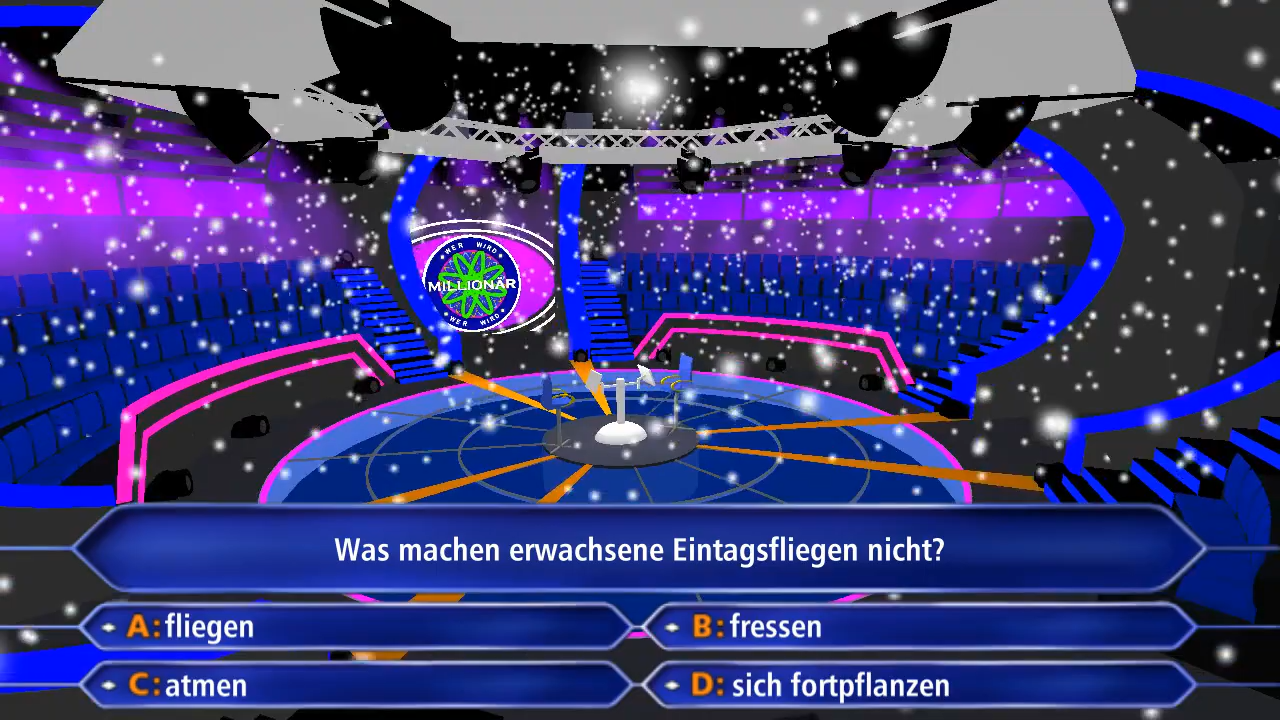 WER WIRD
MILLIONÄR
WER WIRD
Was machen erwachsene Eintagsfliegen nicht?
A: fliegen
B: fressen
C: atmen
D: sich fortpflanzen